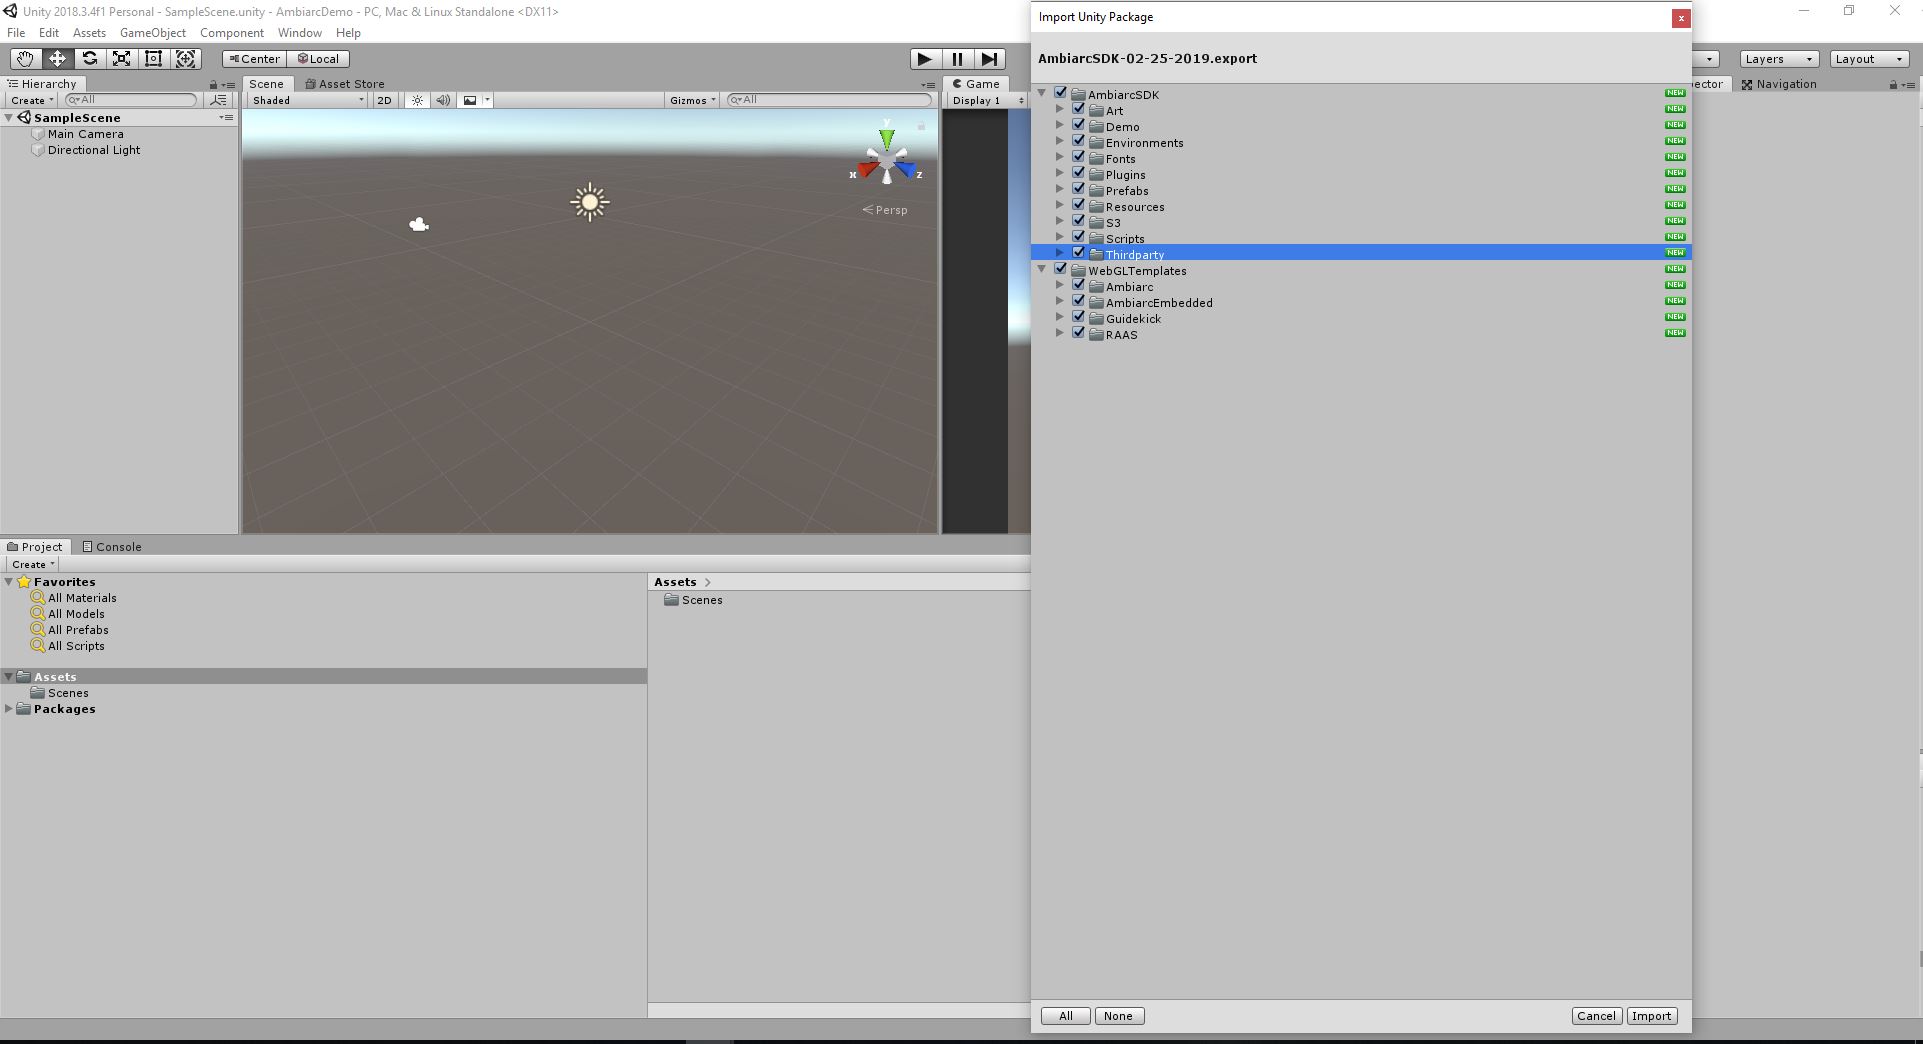 Unity 2018.3.4f1 Personal - SampleScene.unity - AmbiarcDemo - PC, Mac & Linux Standalone <DX11>
File Edit Assets GameObject Component Window Help
Center Local
Layers Layout
Hierarchy
Create All
SampleScene
Main Camera
Directional Light
Scene Asset Store
Shaded 2D Gizmos All
y
x z
Persp
Game
Display 1
Navigation
Project Console
Create
Favorites
All Materials
All Models
All Prefabs
All Scripts
Assets
Scenes
Packages
Assets
Scenes
Import Unity Package
x
AmbiarcSDK-02-25-2019.export
AmbiarcSDK NEW
Art NEW
Demo NEW
Environments NEW
Fonts NEW
Plugins NEW
Prefabs NEW
Resources NEW
S3 NEW
Scripts NEW
Thirdparty NEW
WebGLTemplates NEW
Ambiarc NEW
AmbiarcEmbedded NEW
Guidekick NEW
RAAS NEW
All None Cancel Import